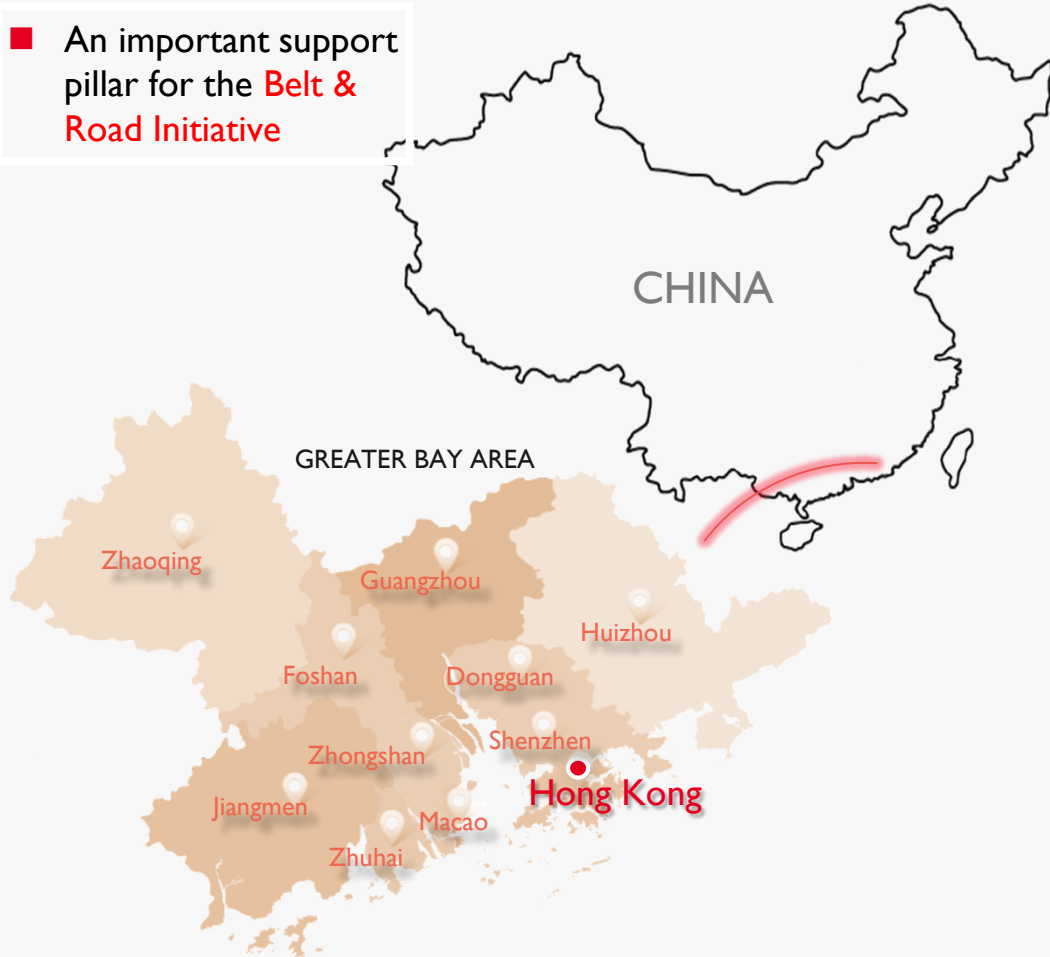 An important support
pillar for the Belt &
Road Initiative
CHINA
GREATER BAY AREA
Zhaoqing
Guangzhou
Huizhou
Foshan
Dongguan
Shenzhen
Zhongshan
Hong Kong
Jiangmen
Macao
Zhuhai